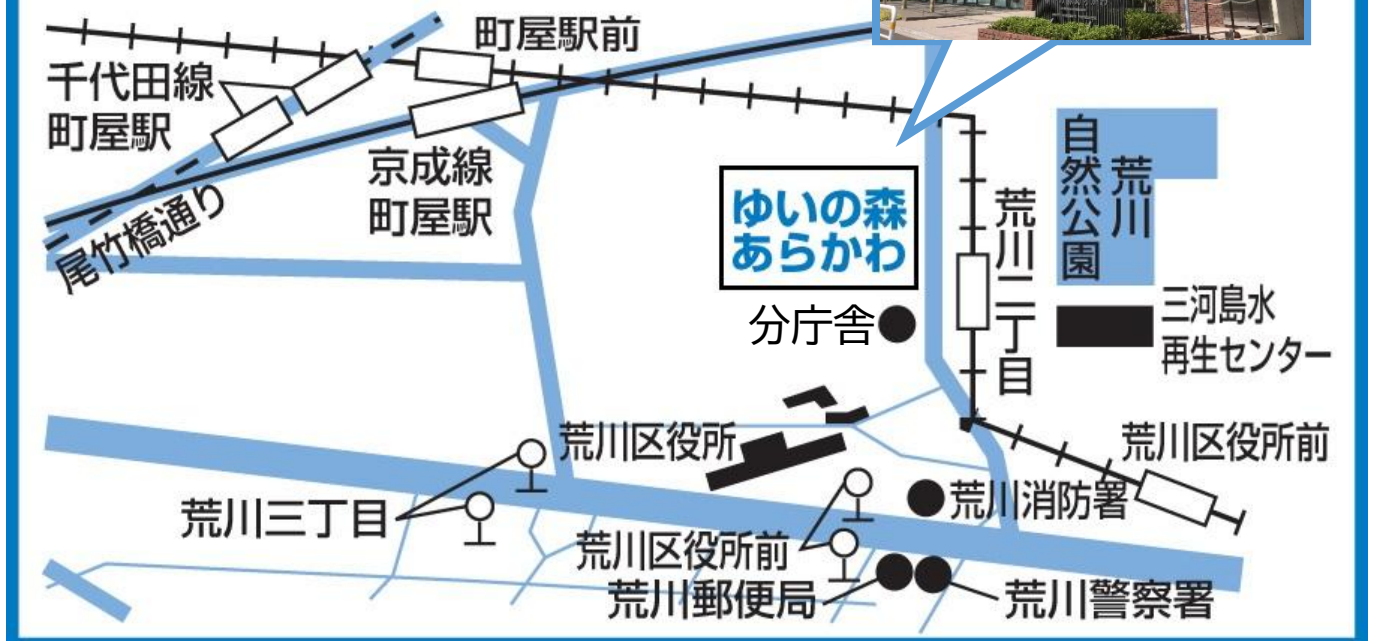 町屋駅前
千代田線
町屋駅
京成線
町屋駅
尾竹橋通り
ゆいの森
あらかわ
分庁舎
荒川二丁目
荒川
自然公園
三河島水
再生センター
荒川区役所
荒川区役所前
荒川三丁目
荒川消防署
荒川区役所前
荒川郵便局
荒川警察署